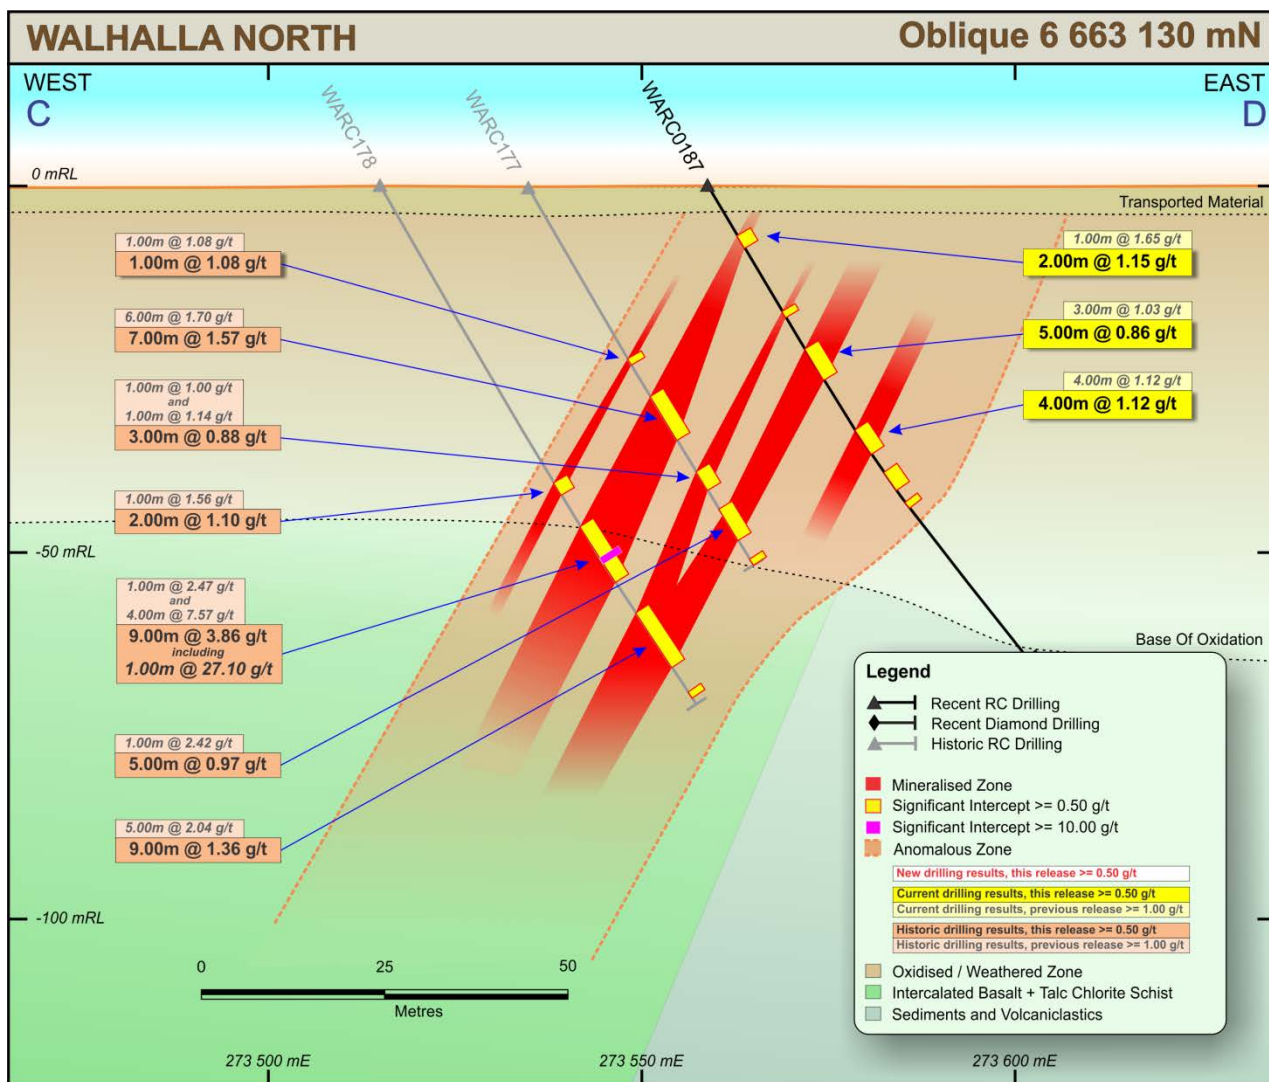 WALHALLA NORTH
Oblique 6 663 130 mN
WEST
EAST
C
D
WARC178
WARC177
WARC0187
0 mRL
Transported Material
1.00m @ 1.08 g/t
1.00m @ 1.08 g/t
6.00m @ 1.70 g/t
7.00m @ 1.57 g/t
1.00m @ 1.00 g/t
and
1.00m @ 1.14 g/t
3.00m @ 0.88 g/t
1.00m @ 1.56 g/t
2.00m @ 1.10 g/t
-50 mRL
1.00m @ 2.47 g/t
and
4.00m @ 7.57 g/t
9.00m @ 3.86 g/t
including
1.00m @ 27.10 g/t
1.00m @ 2.42 g/t
5.00m @ 0.97 g/t
5.00m @ 2.04 g/t
9.00m @ 1.36 g/t
-100 mRL
1.00m @ 1.65 g/t
2.00m @ 1.15 g/t
3.00m @ 1.03 g/t
5.00m @ 0.86 g/t
4.00m @ 1.12 g/t
4.00m @ 1.12 g/t
Base Of Oxidation
Legend
Recent RC Drilling
Recent Diamond Drilling
Historic RC Drilling
Mineralised Zone
Significant Intercept >= 0.50 g/t
Significant Intercept >= 10.00 g/t
Anomalous Zone
New drilling results, this release >= 0.50 g/t
Current drilling results, this release >= 0.50 g/t
Current drilling results, previous release >= 1.00 g/t
Historic drilling results, this release >= 0.50 g/t
Historic drilling results, previous release >= 1.00 g/t
Oxidised / Weathered Zone
Intercalated Basalt + Talc Chlorite Schist
Sediments and Volcaniclastics
0 25 50
Metres
273 500 mE
273 550 mE
273 600 mE